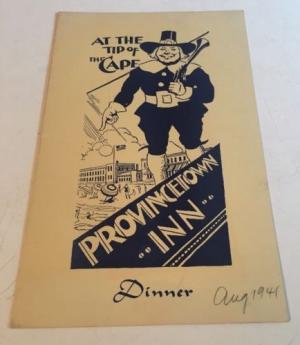 AT THE
TIP OF
THE CAPE
PROVINCETOWN
"INN"
Dinner
Aug 1941